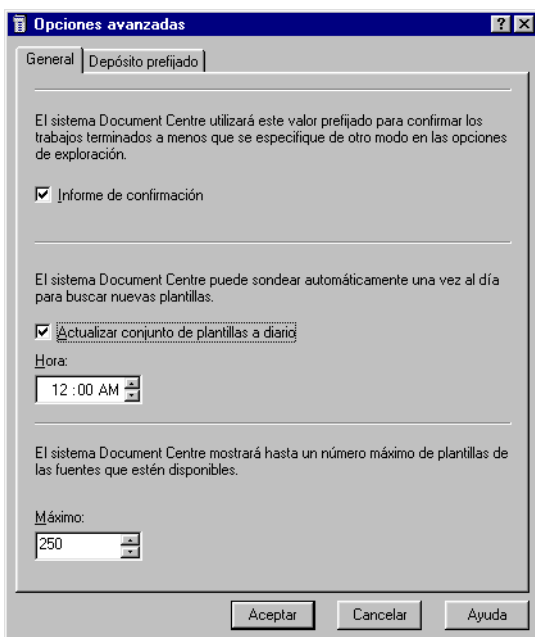 Opciones avanzadas
General
Depósito prefijado
El sistema Document Centre utilizará este valor prefijado para confirmar los
trabajos terminados a menos que se especifique de otro modo en las opciones
de exploración.
Informe de confirmación
El sistema Document Centre puede sondear automáticamente una vez al día
para buscar nuevas plantillas.
Actualizar conjunto de plantillas a diario
Hora:
12 :00 AM
El sistema Document Centre mostrará hasta un número máximo de plantillas de
las fuentes que estén disponibles.
Máximo:
250
Aceptar
Cancelar
Ayuda